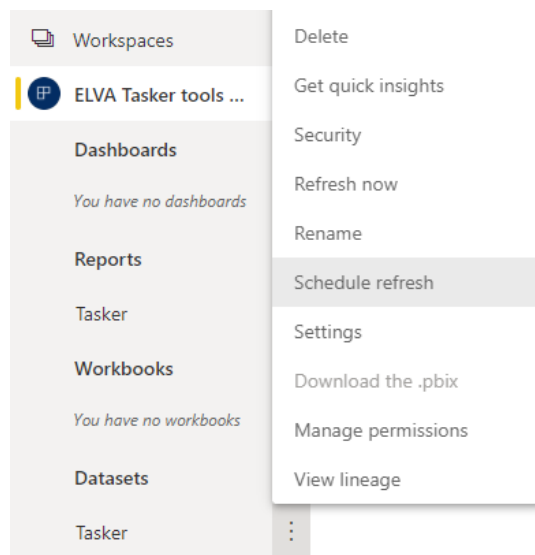 Workspaces
ELVA Tasker tools ...
Dashboards
You have no dashboards
Reports
Tasker
Workbooks
You have no workbooks
Datasets
Tasker
Delete
Get quick insights
Security
Refresh now
Rename
Schedule refresh
Settings
Download the .pbix
Manage permissions
View lineage